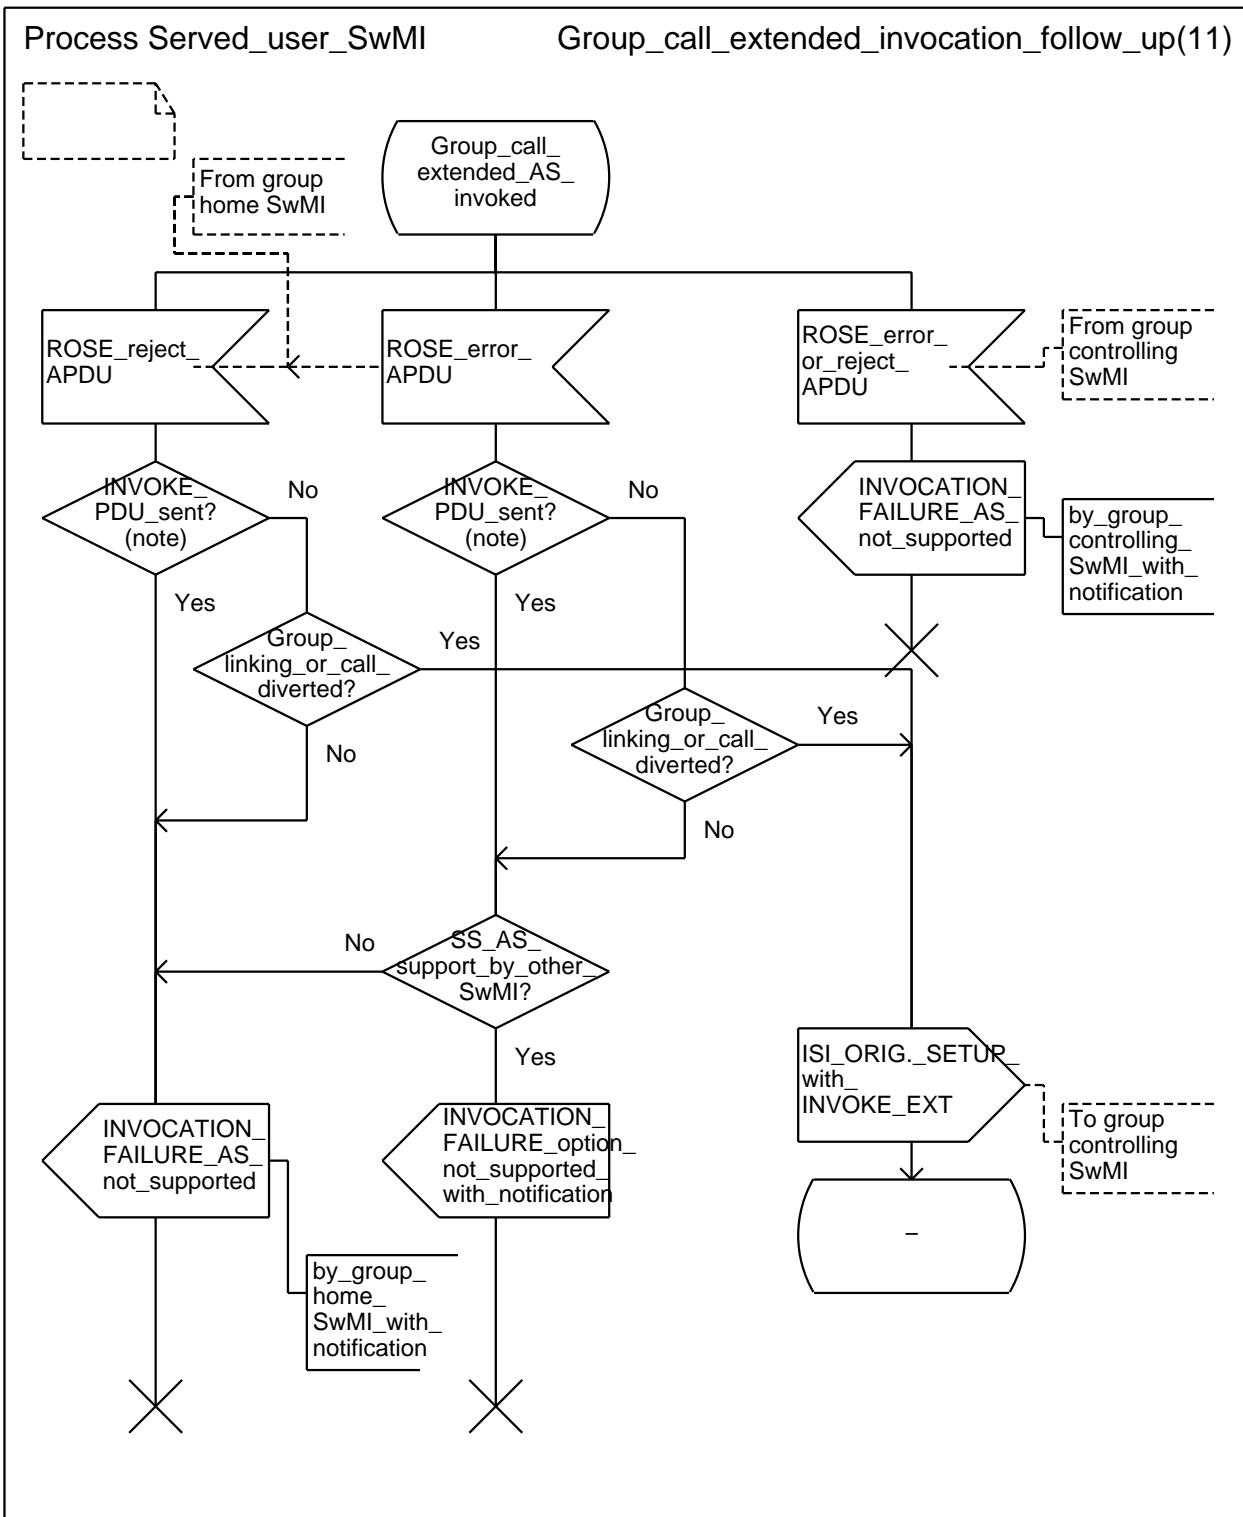 Process Served_user_SwMI
Group_call_extended_invocation_follow_up(11)
From group
home SwMI
Group_call_
extended_AS_
invoked
ROSE_reject_
APDU
ROSE_error_
APDU
ROSE_error_
or_reject_
APDU
From group
controlling
SwMI
INVOKE_
PDU_sent?
(note)
No
INVOKE_
PDU_sent?
(note)
No
INVOCATION_
FAILURE_AS_
not_supported
by_group_
controlling_
SwMI_with_
notification
Yes
Yes
Group_
linking_or_call_
diverted?
Yes
No
Group_
linking_or_call_
diverted?
Yes
No
No
SS_AS_
support_by_other_
SwMI?
Yes
ISI_ORIG._SETUP_
with_
INVOKE_EXT
To group
controlling
SwMI
INVOCATION_
FAILURE_AS_
not_supported
INVOCATION_
FAILURE_option_
not_supported_
with_notification
–
by_group_
home_
SwMI_with_
notification